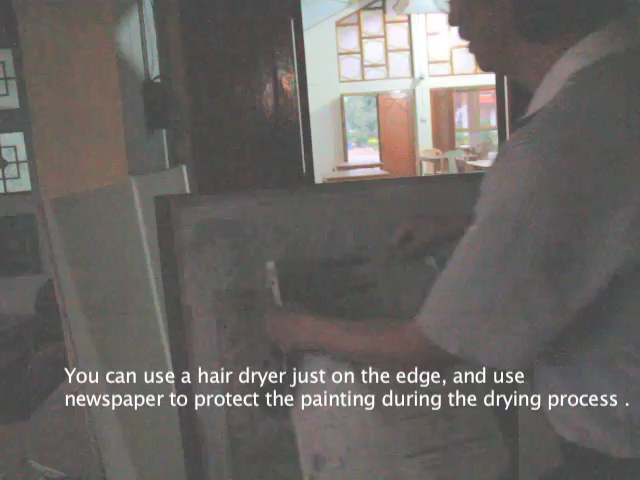 You can use a hair dryer just on the edge, and use
newspaper to protect the painting during the drying process .